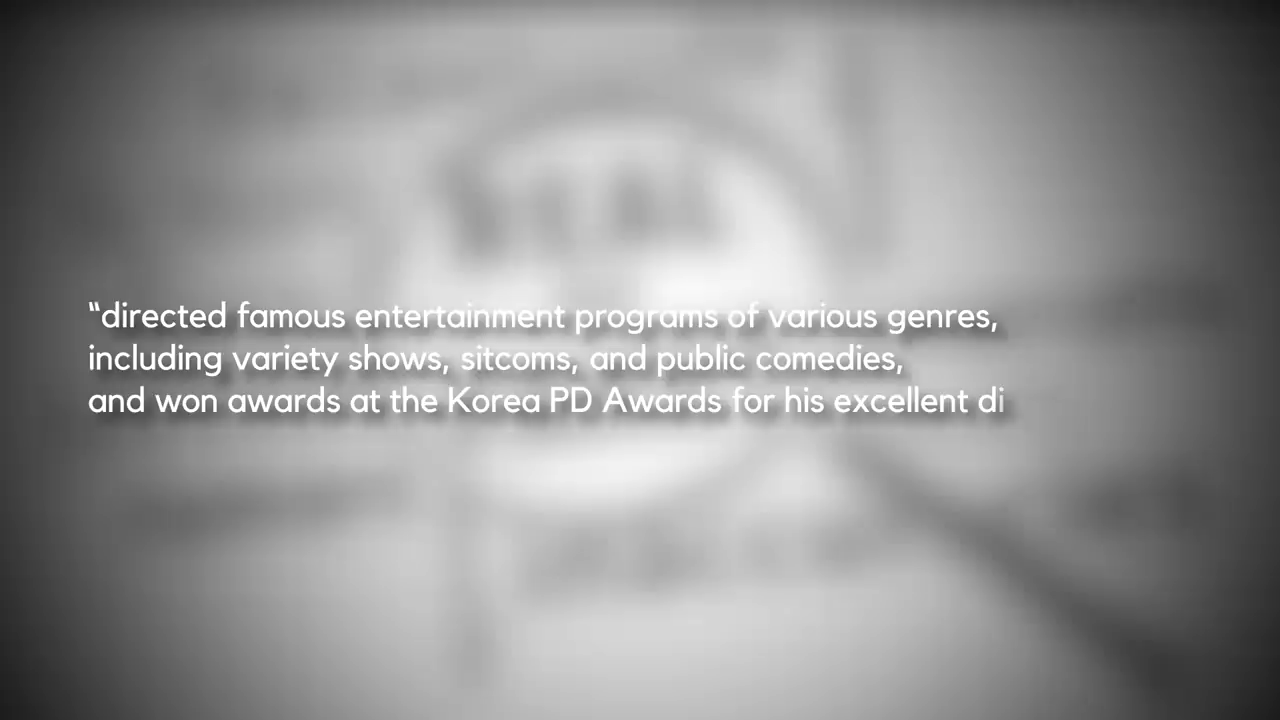 “directed famous entertainment programs of various genres,
including variety shows, sitcoms, and public comedies,
and won awards at the Korea PD Awards for his excellent di